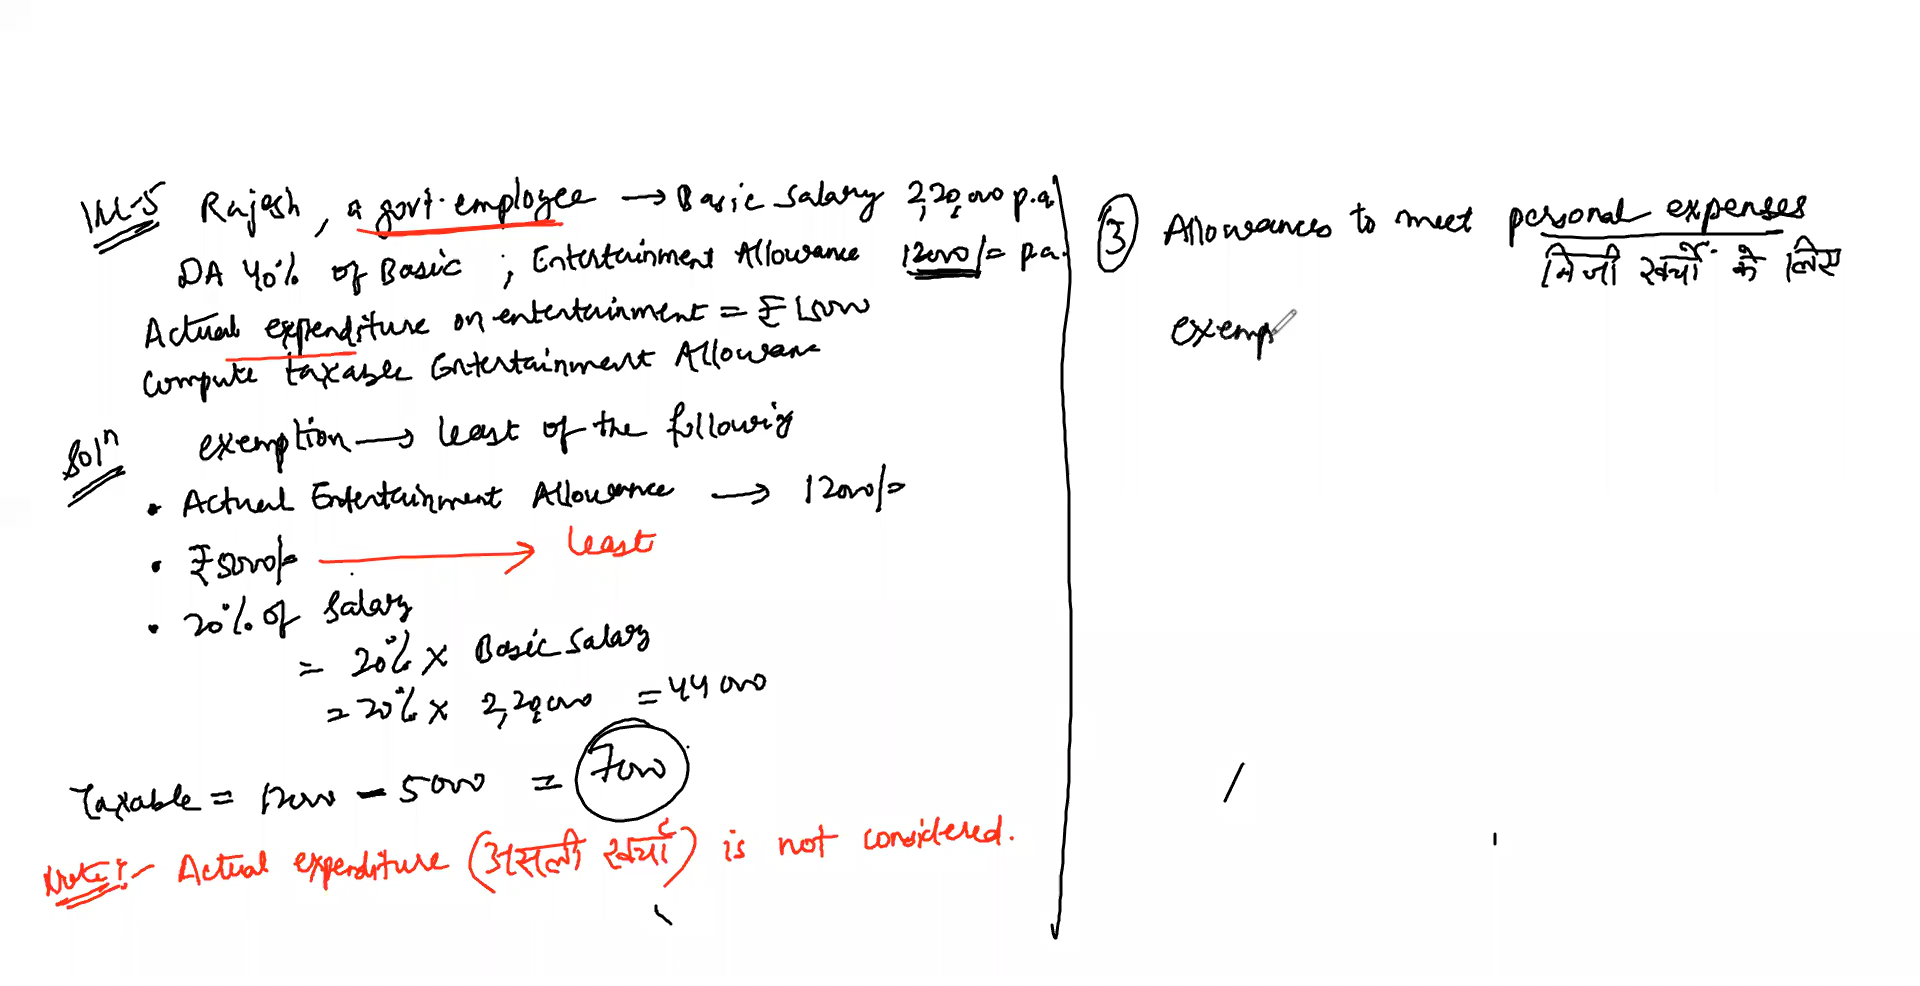 Ill-5 Rajesh, a govt. employee → Basic Salary 2,20,000 p.a
DA 40% of Basic ; Entertainment Allowance 12000/= p.a.
Actual expenditure on entertainment = ₹15000
Compute taxable Entertainment Allowance
Solⁿ exemption → least of the following
• Actual Entertainment Allowance → 12000/=
• ₹5000/= → least
• 20% of Salary
= 20% × Basic Salary
= 20% × 2,20,000 = 44000
Taxable = 12000 - 5000 = 7000
Note:- Actual expenditure (असली खर्चा) is not considered.
③ Allowances to meet personal expenses
निजी खर्चों के लिए
exemp